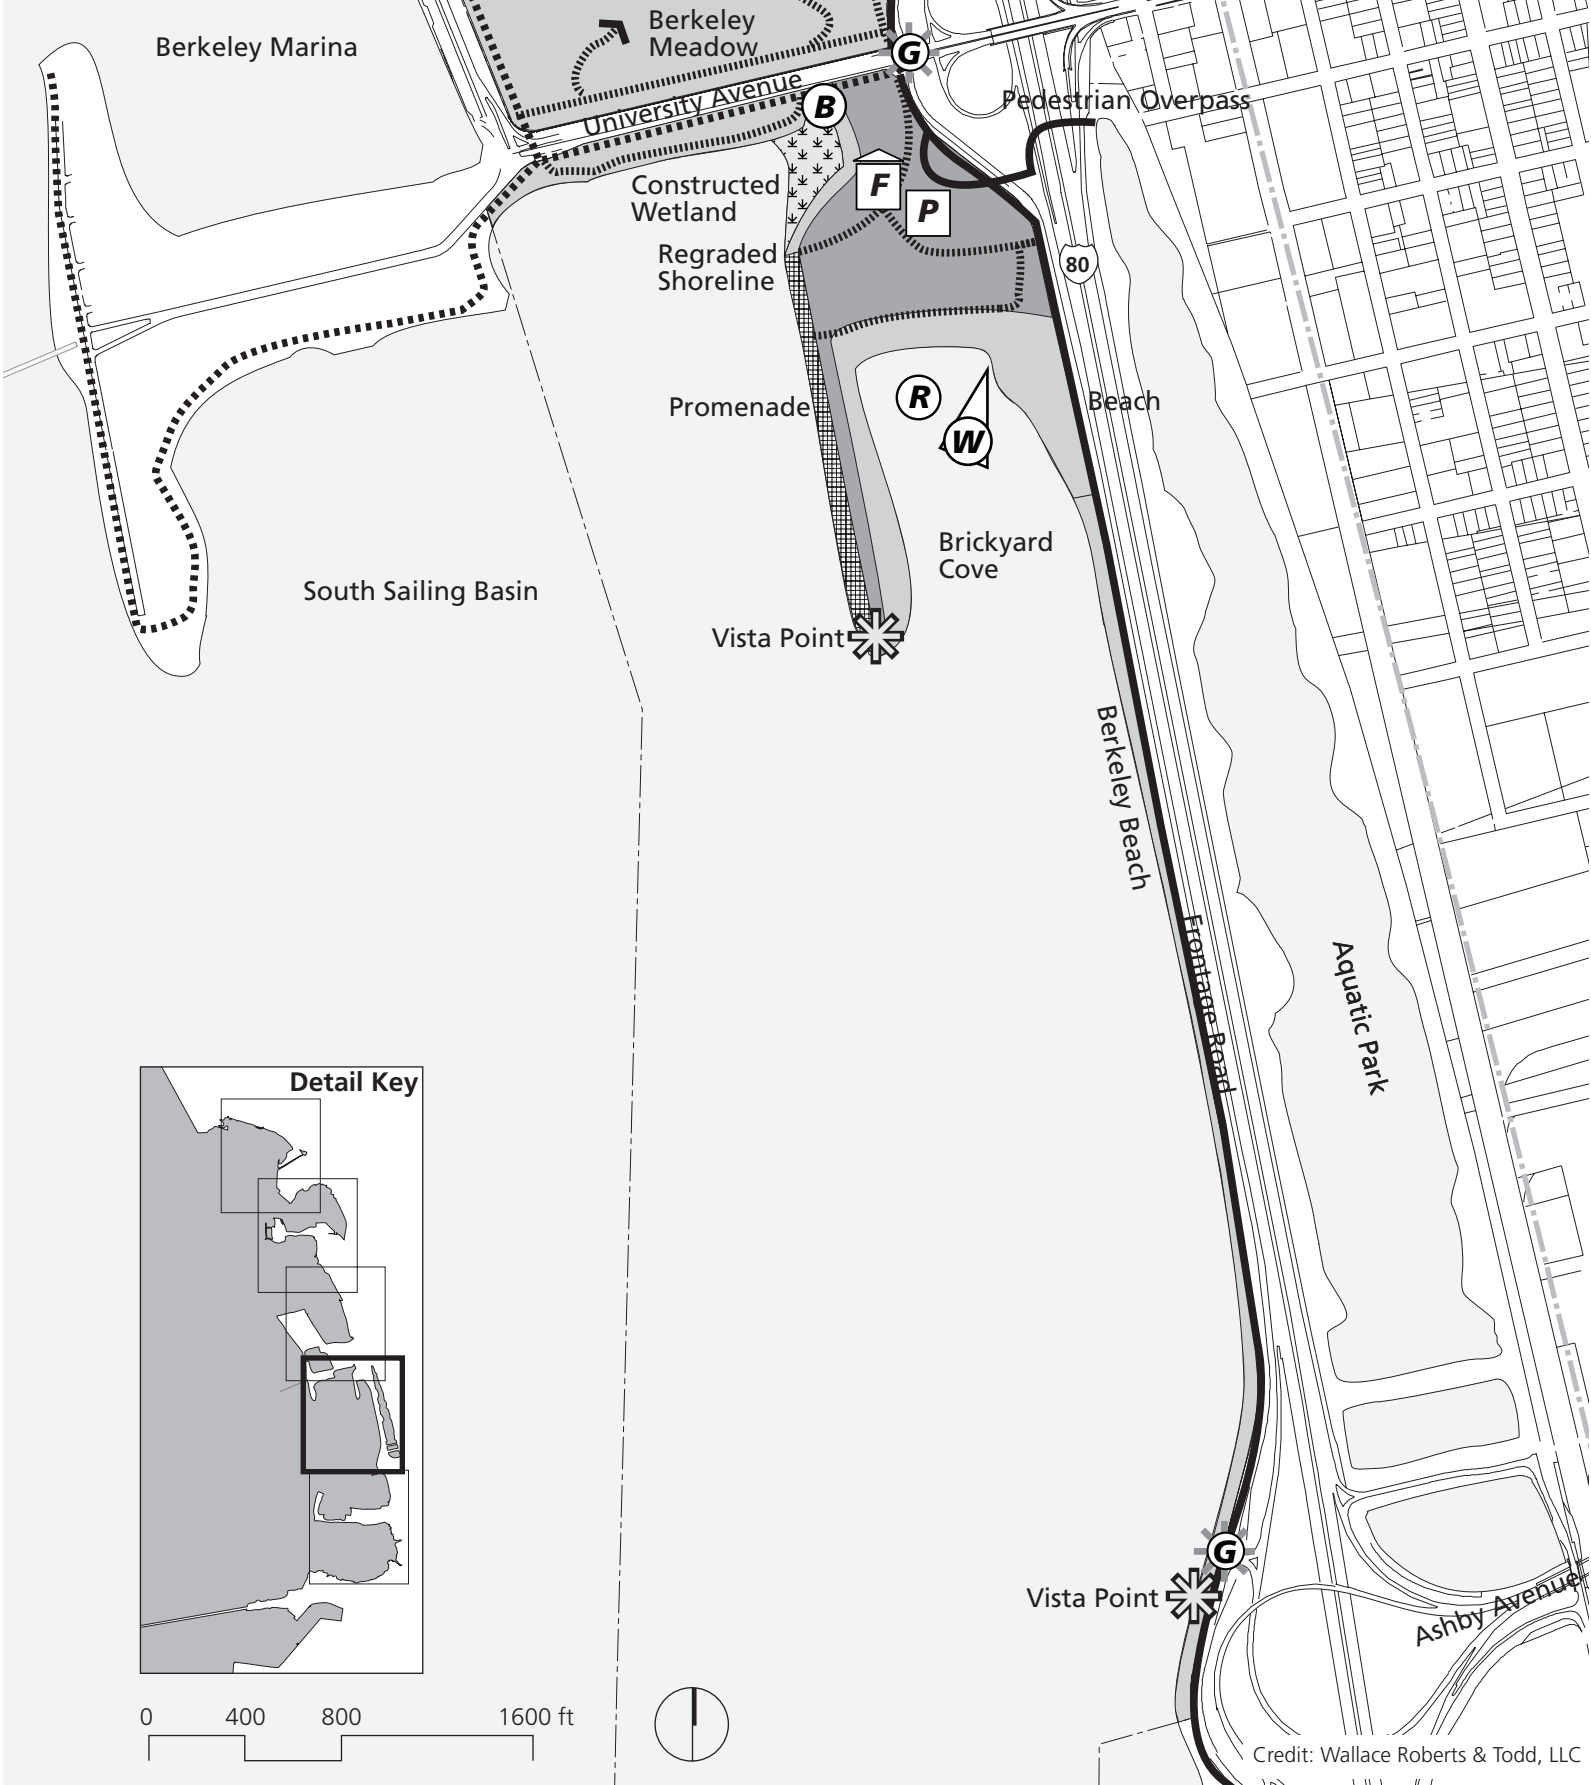 Berkeley Marina
Berkeley
Meadow
G
University Avenue
B
Pedestrian Overpass
Constructed
Wetland
F
P
Regraded
Shoreline
80
Promenade
R
W
Beach
Brickyard
Cove
South Sailing Basin
Vista Point
Berkeley Beach
Frontage Road
Aquatic Park
Detail Key
G
Vista Point
Ashby Avenue
0 400 800 1600 ft
Credit: Wallace Roberts & Todd, LLC